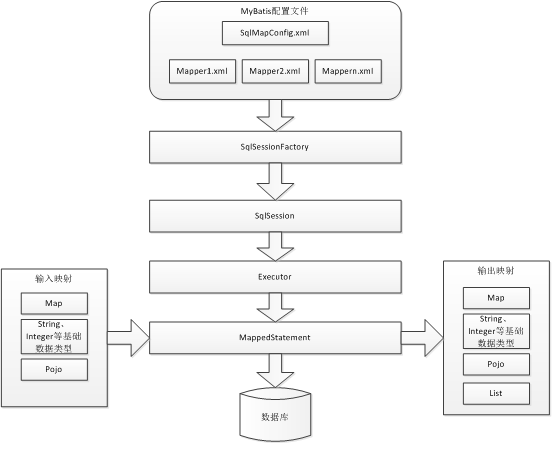 MyBatis配置文件
SqlMapConfig.xml
Mapper1.xml
Mapper2.xml
Mappern.xml
SqlSessionFactory
SqlSession
Executor
输入映射
Map
String、
Integer等基础
数据类型
Pojo
MappedStatement
输出映射
Map
String、
Integer等基础
数据类型
Pojo
List
数据库